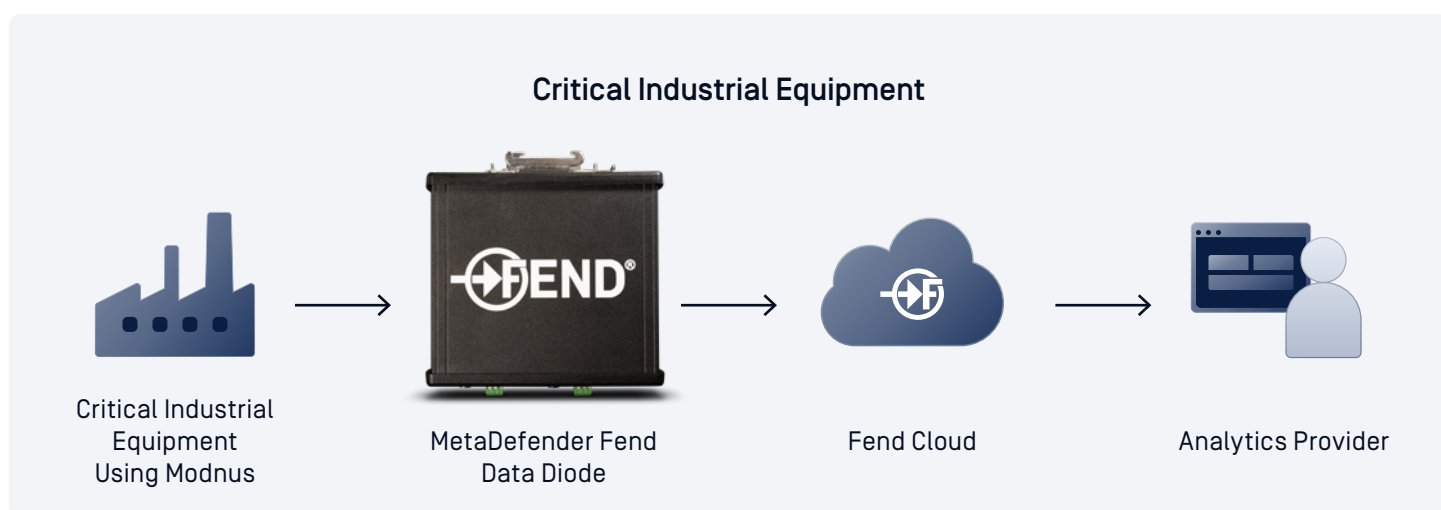 Critical Industrial Equipment
FEND®
F
Critical Industrial
Equipment
Using Modnus
MetaDefender Fend
Data Diode
Fend Cloud
Analytics Provider